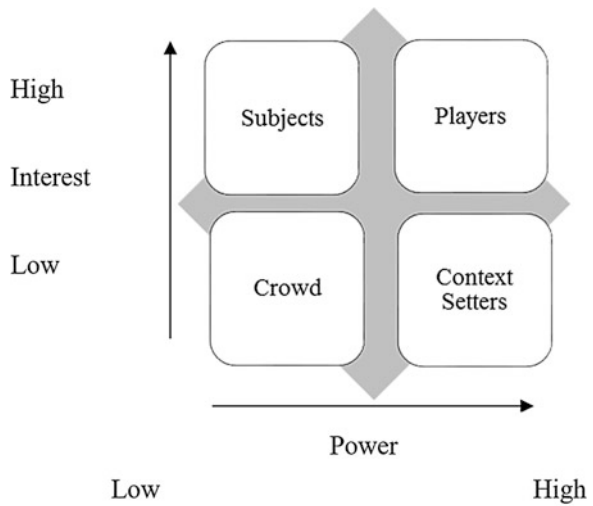 High
Subjects
Players
Interest
Low
Crowd
Context
Setters
Power
Low
High